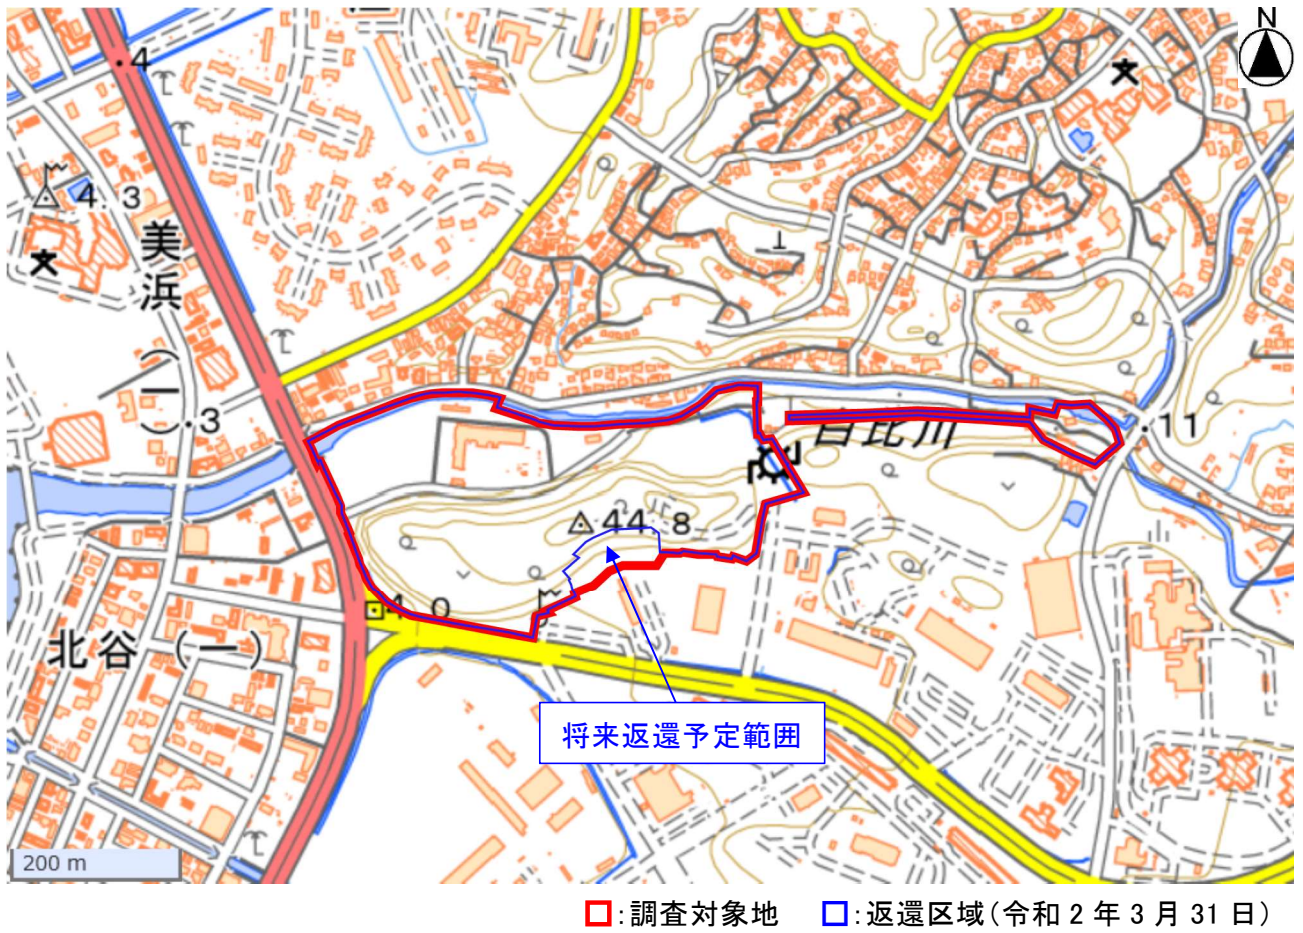 N
.4
4.3
美浜(一)
.3
白比川
.11
44.8
4.0
北谷(一)
将来返還予定範囲
200 m
:調査対象地 :返還区域(令和2年3月31日)